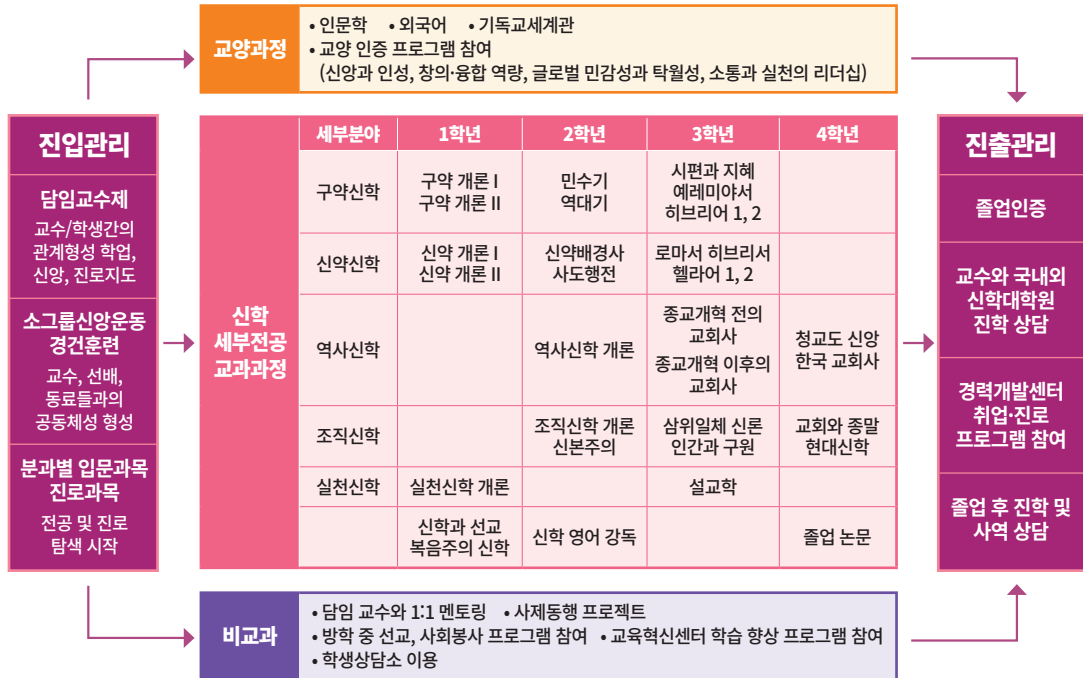 교양과정
• 인문학 • 외국어 • 기독교세계관
• 교양 인증 프로그램 참여
(신앙과 인성, 창의·융합 역량, 글로벌 민감성과 탁월성, 소통과 실천의 리더십)
진입관리
담임교수제
교수/학생간의
관계형성 학업,
신앙, 진로지도
소그룹신앙운동
경건훈련
교수, 선배,
동료들과의
공동체성 형성
분과별 입문과목
진로과목
전공 및 진로
탐색 시작
신학
세부전공
교과과정
세부분야 1학년 2학년 3학년 4학년
구약신학
구약 개론 I
구약 개론 II
민수기
역대기
시편과 지혜
예레미야서
히브리어 1, 2
신약신학
신약 개론 I
신약 개론 II
신약배경사
사도행전
로마서 히브리서
헬라어 1, 2
역사신학
역사신학 개론
종교개혁 전의
교회사
종교개혁 이후의
교회사
청교도 신앙
한국 교회사
조직신학
조직신학 개론
신본주의
삼위일체 신론
인간과 구원
교회와 종말
현대신학
실천신학
실천신학 개론
설교학
신학과 선교
복음주의 신학
신학 영어 강독
졸업 논문
진출관리
졸업인증
교수와 국내외
신학대학원
진학 상담
경력개발센터
취업·진로
프로그램 참여
졸업 후 진학 및
사역 상담
비교과
• 담임 교수와 1:1 멘토링 • 사제동행 프로젝트
• 방학 중 선교, 사회봉사 프로그램 참여 • 교육혁신센터 학습 향상 프로그램 참여
• 학생상담소 이용